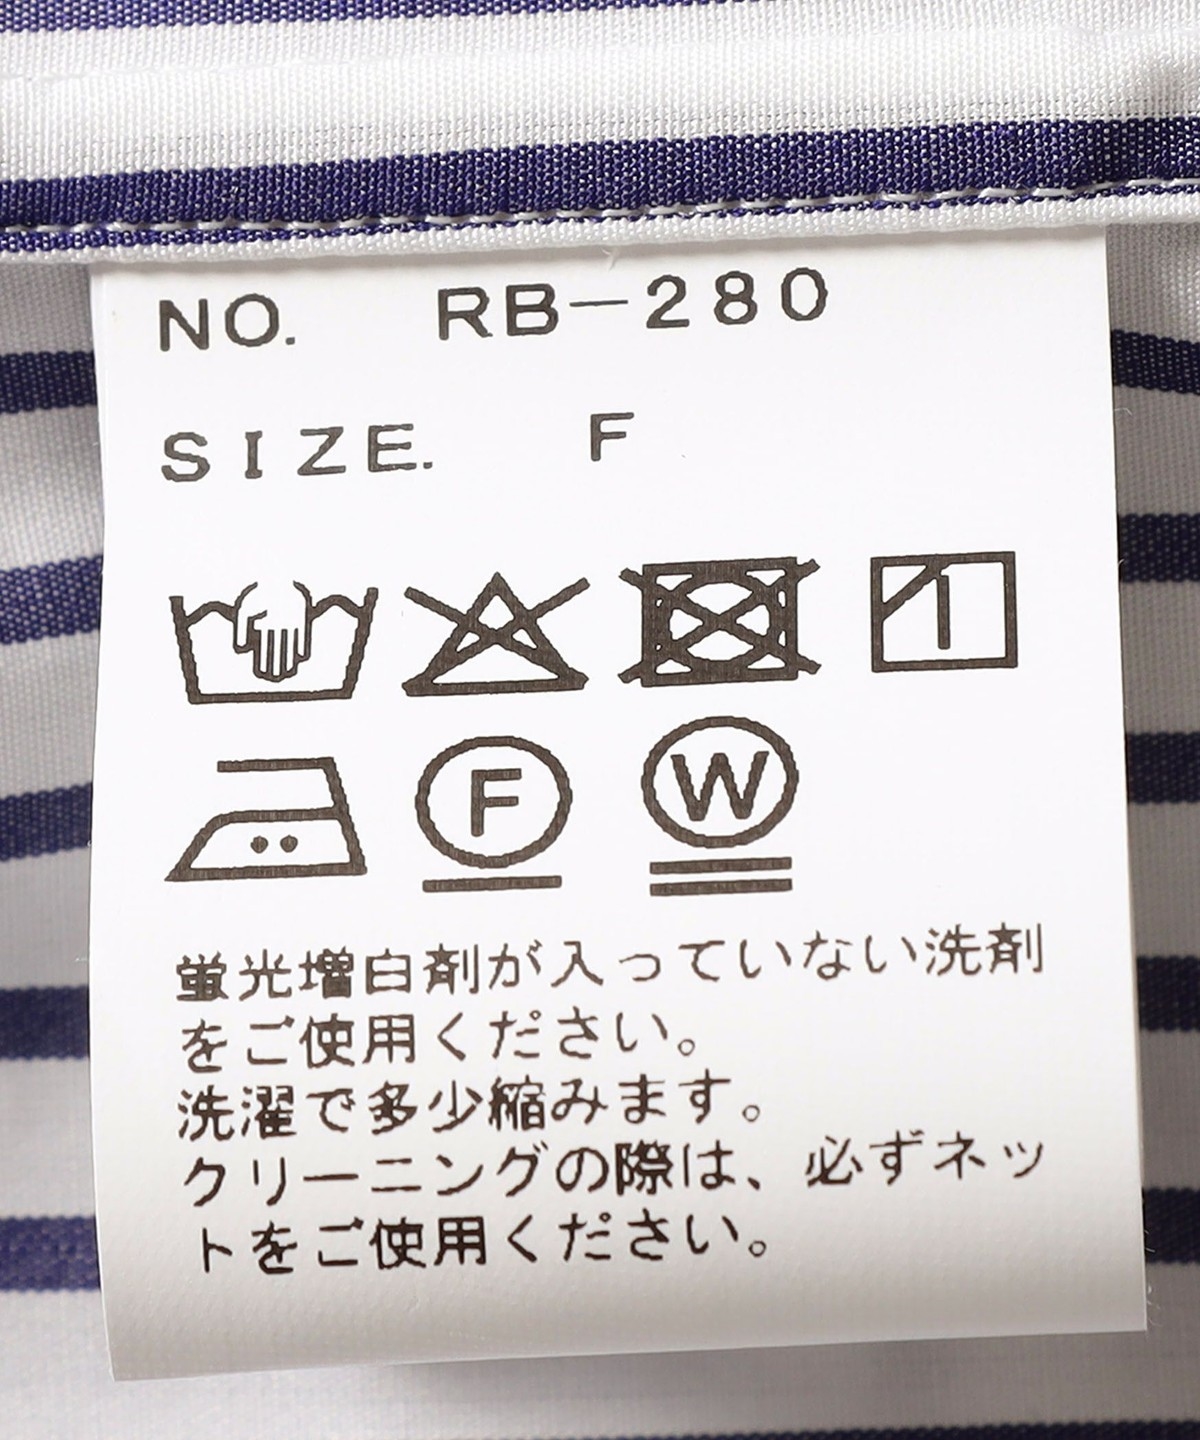 NO. RB-280
SIZE. F
F
W
蛍光増白剤が入っていない洗剤
をご使用ください。
洗濯で多少縮みます。
クリーニングの際は、必ずネッ
トをご使用ください。